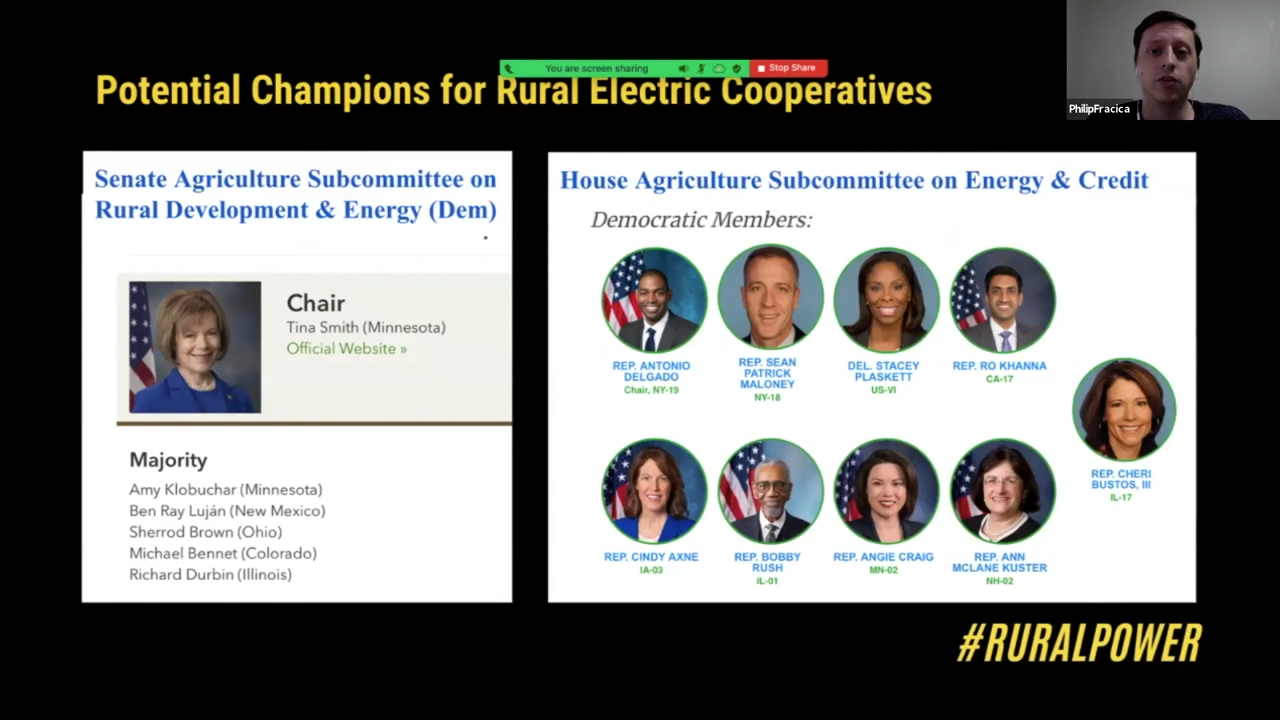 You are screen sharing
Stop Share
Potential Champions for Rural Electric Cooperatives
PhilipFracica
Senate Agriculture Subcommittee on
Rural Development & Energy (Dem)
Chair
Tina Smith (Minnesota)
Official Website »
Majority
Amy Klobuchar (Minnesota)
Ben Ray Luján (New Mexico)
Sherrod Brown (Ohio)
Michael Bennet (Colorado)
Richard Durbin (Illinois)
House Agriculture Subcommittee on Energy & Credit
Democratic Members:
REP. ANTONIO
DELGADO
Chair, NY-19
REP. SEAN
PATRICK
MALONEY
NY-18
DEL. STACEY
PLASKETT
US-VI
REP. RO KHANNA
CA-17
REP. CHERI
BUSTOS, III
IL-17
REP. CINDY AXNE
IA-03
REP. BOBBY
RUSH
IL-01
REP. ANGIE CRAIG
MN-02
REP. ANN
MCLANE KUSTER
NH-02
#RURALPOWER